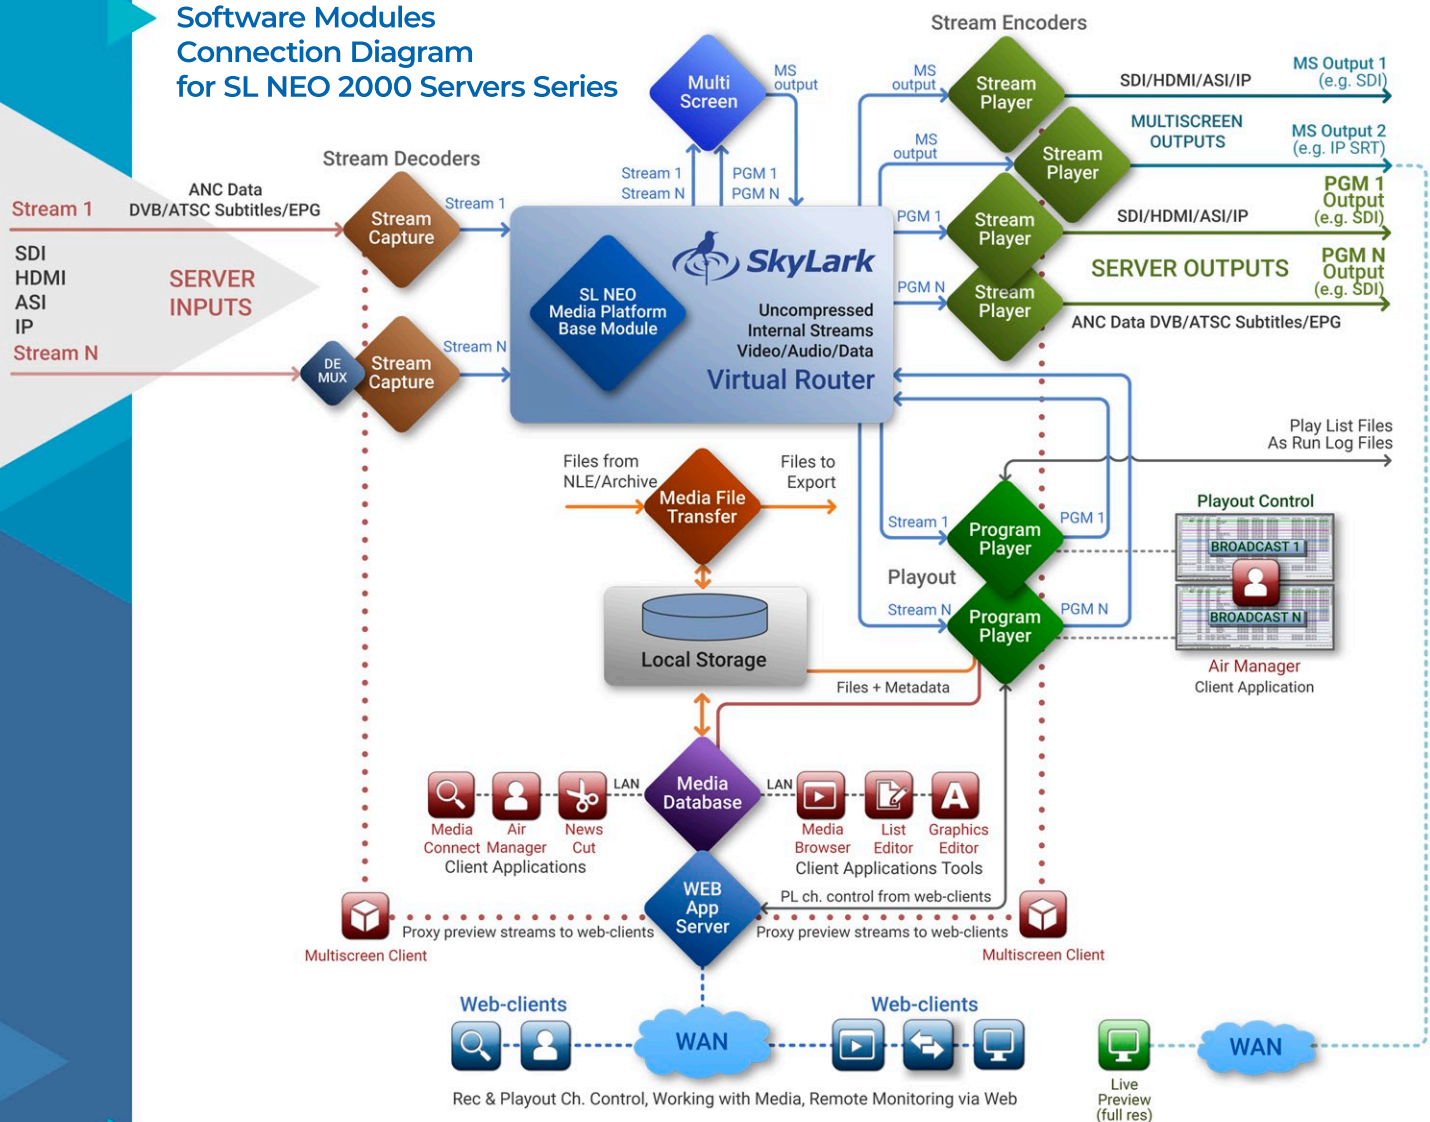 Software Modules
Connection Diagram
for SL NEO 2000 Servers Series
Stream Encoders
Multi
Screen
MS
output
MS
output
Stream
Player
SDI/HDMI/ASI/IP
MS Output 1
(e.g. SDI)
MULTISCREEN
OUTPUTS
MS
output
Stream
Player
MS Output 2
(e.g. IP SRT)
Stream Decoders
Stream 1
Stream N
PGM 1
PGM N
ANC Data
DVB/ATSC Subtitles/EPG
Stream 1
Stream
Capture
Stream 1
PGM 1
Stream
Player
SDI/HDMI/ASI/IP
PGM 1
Output
(e.g. SDI)
SDI
HDMI
ASI
IP
SERVER
INPUTS
Stream N
DE
MUX
Stream
Capture
Stream N
SL NEO
Media Platform
Base Module
SkyLark
Uncompressed
Internal Streams
Video/Audio/Data
Virtual Router
PGM N
Stream
Player
SERVER OUTPUTS
PGM N
Output
(e.g. SDI)
ANC Data DVB/ATSC Subtitles/EPG
Play List Files
As Run Log Files
Files from
NLE/Archive
Media File
Transfer
Files to
Export
Stream 1
Program
Player
PGM 1
Playout Control
BROADCAST 1
Playout
Stream N
Program
Player
PGM N
BROADCAST N
Air Manager
Client Application
Local Storage
Files + Metadata
Media
Database
LAN
LAN
Media
Connect
Air
Manager
News
Cut
Client Applications
Media
Browser
List
Editor
Graphics
Editor
Client Applications Tools
A
WEB
App
Server
PL ch. control from web-clients
Proxy preview streams to web-clients
Proxy preview streams to web-clients
Multiscreen Client
Multiscreen Client
Web-clients
Web-clients
WAN
WAN
Rec & Playout Ch. Control, Working with Media, Remote Monitoring via Web
Live
Preview
(full res)